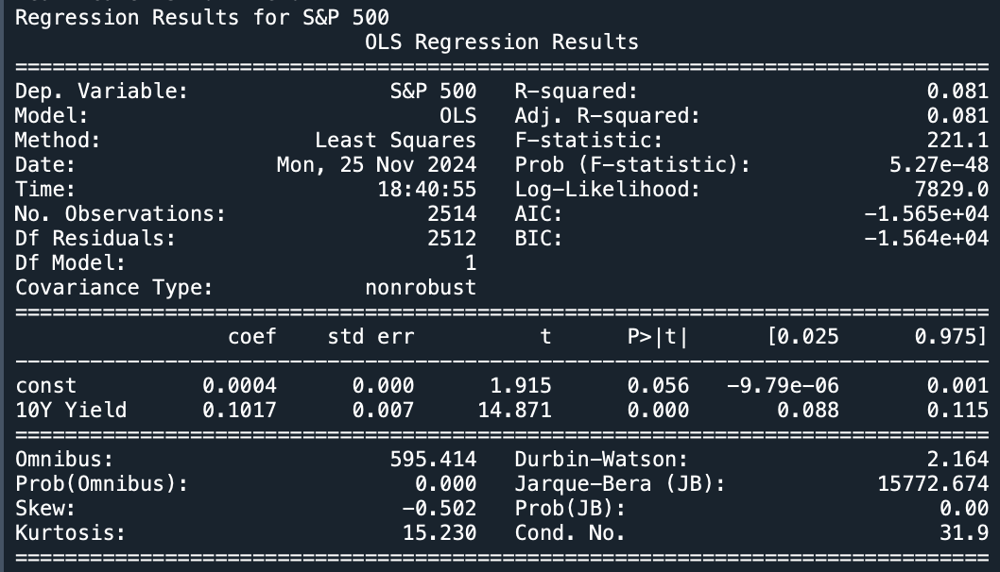 Regression Results for S&P 500
OLS Regression Results
==============================================================================
Dep. Variable: S&P 500 R-squared: 0.081
Model: OLS Adj. R-squared: 0.081
Method: Least Squares F-statistic: 221.1
Date: Mon, 25 Nov 2024 Prob (F-statistic): 5.27e-48
Time: 18:40:55 Log-Likelihood: 7829.0
No. Observations: 2514 AIC: -1.565e+04
Df Residuals: 2512 BIC: -1.564e+04
Df Model: 1
Covariance Type: nonrobust
==============================================================================
coef std err t P>|t| [0.025 0.975]
------------------------------------------------------------------------------
const 0.0004 0.000 1.915 0.056 -9.79e-06 0.001
10Y Yield 0.1017 0.007 14.871 0.000 0.088 0.115
==============================================================================
Omnibus: 595.414 Durbin-Watson: 2.164
Prob(Omnibus): 0.000 Jarque-Bera (JB): 15772.674
Skew: -0.502 Prob(JB): 0.00
Kurtosis: 15.230 Cond. No. 31.9
==============================================================================